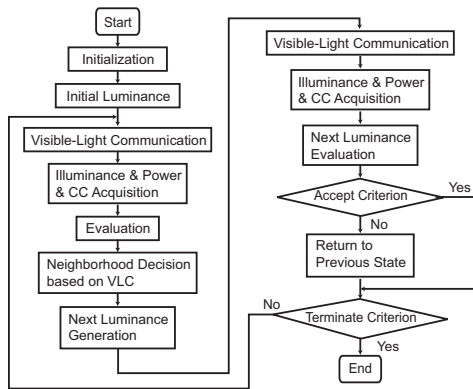 Start
Initialization
Initial Luminance
Visible-Light Communication
Illuminance & Power
& CC Acquisition
Evaluation
Neighborhood Decision
based on VLC
Next Luminance
Generation
Visible-Light Communication
Illuminance & Power
& CC Acquisition
Next Luminance
Evaluation
Accept Criterion
Yes
No
Return to
Previous State
No
Terminate Criterion
Yes
End